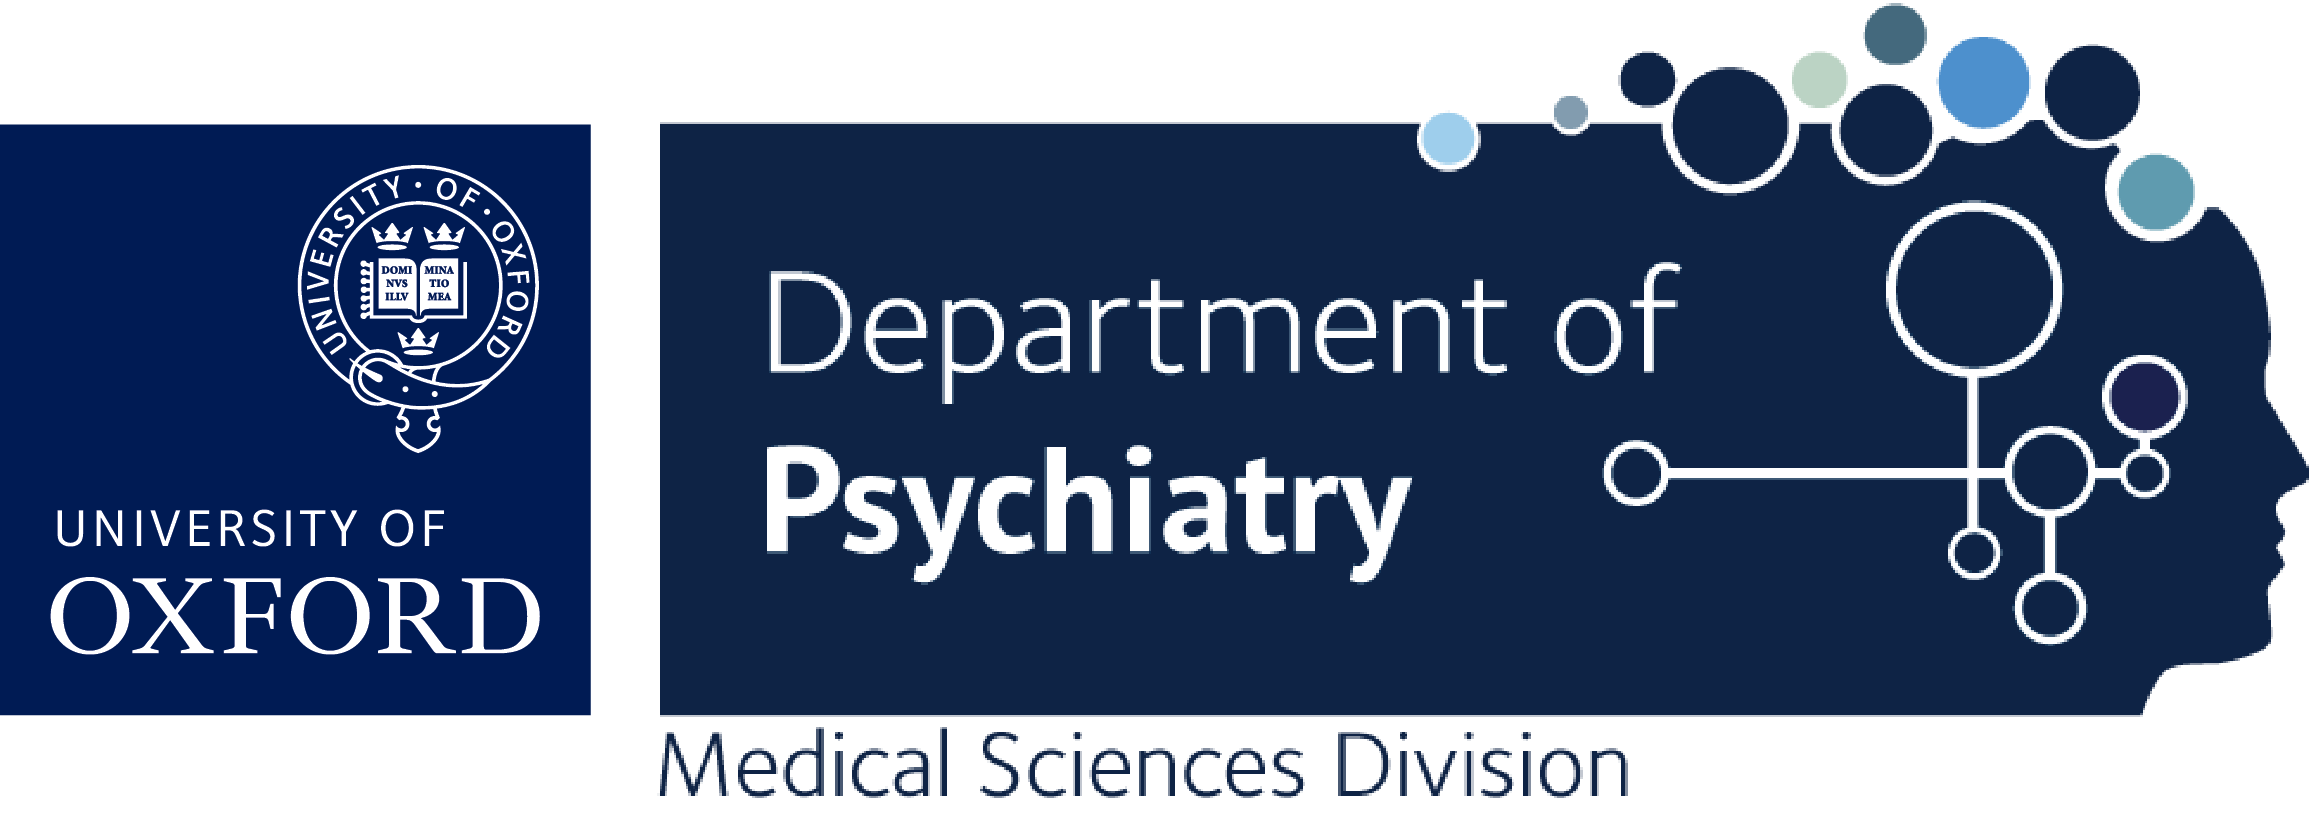 UNIVERSITY · OF · OXFORD
DOMI MINA
NVS TIO
ILLV MEA
UNIVERSITY OF
OXFORD
Department of
Psychiatry
Medical Sciences Division